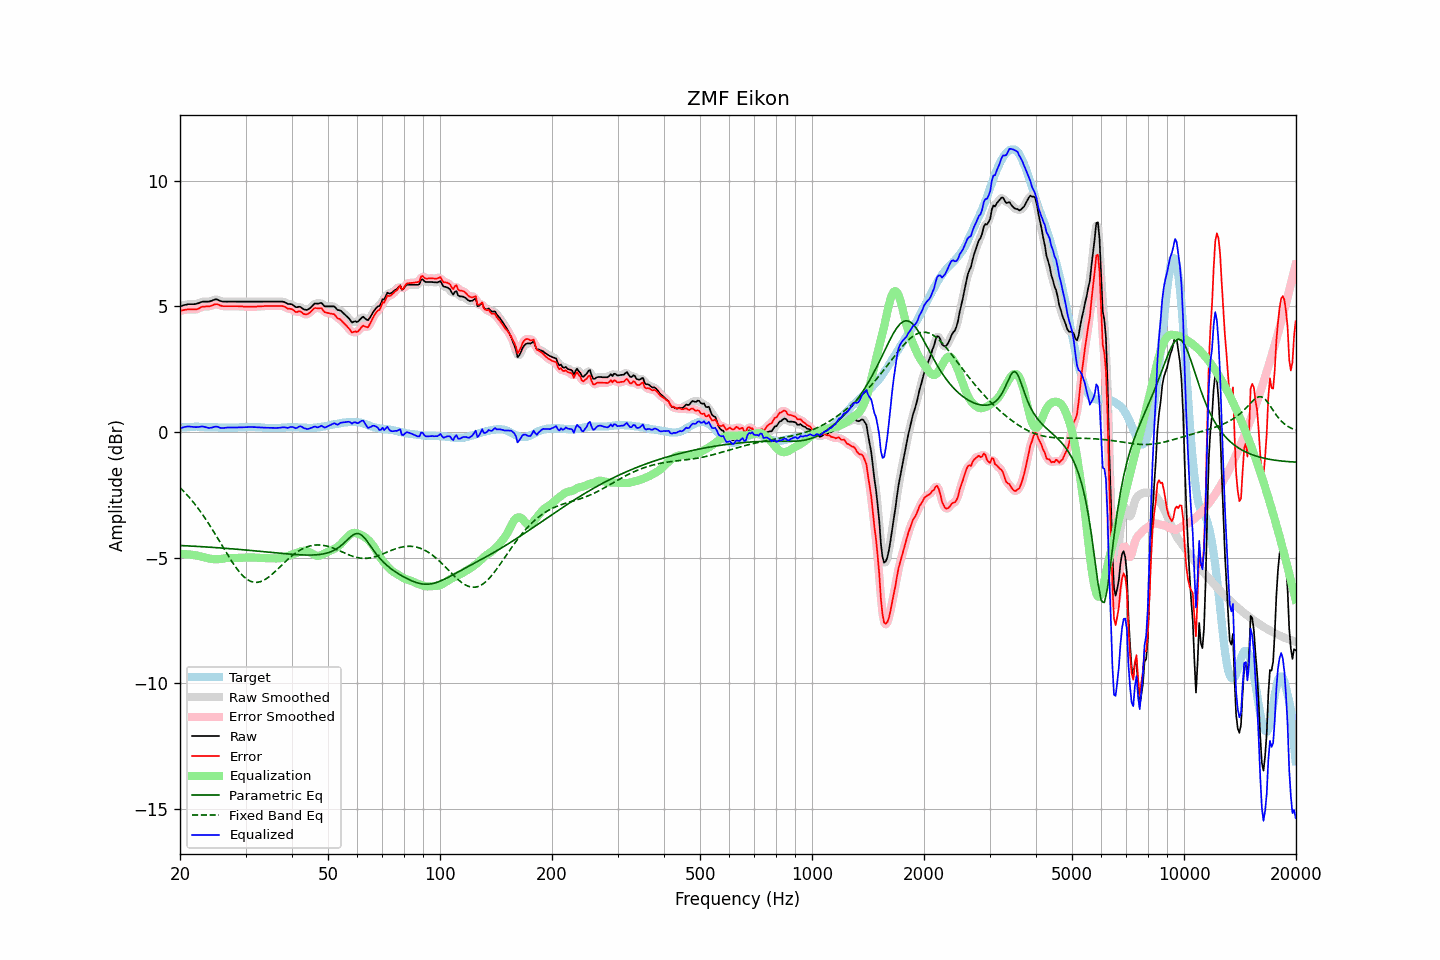 ZMF Eikon
Amplitude (dBr)
10
5
0
−5
−10
−15
Target
Raw Smoothed
Error Smoothed
Raw
Error
Equalization
Parametric Eq
Fixed Band Eq
Equalized
20 50 100 200 500 1000 2000 5000 10000 20000
Frequency (Hz)